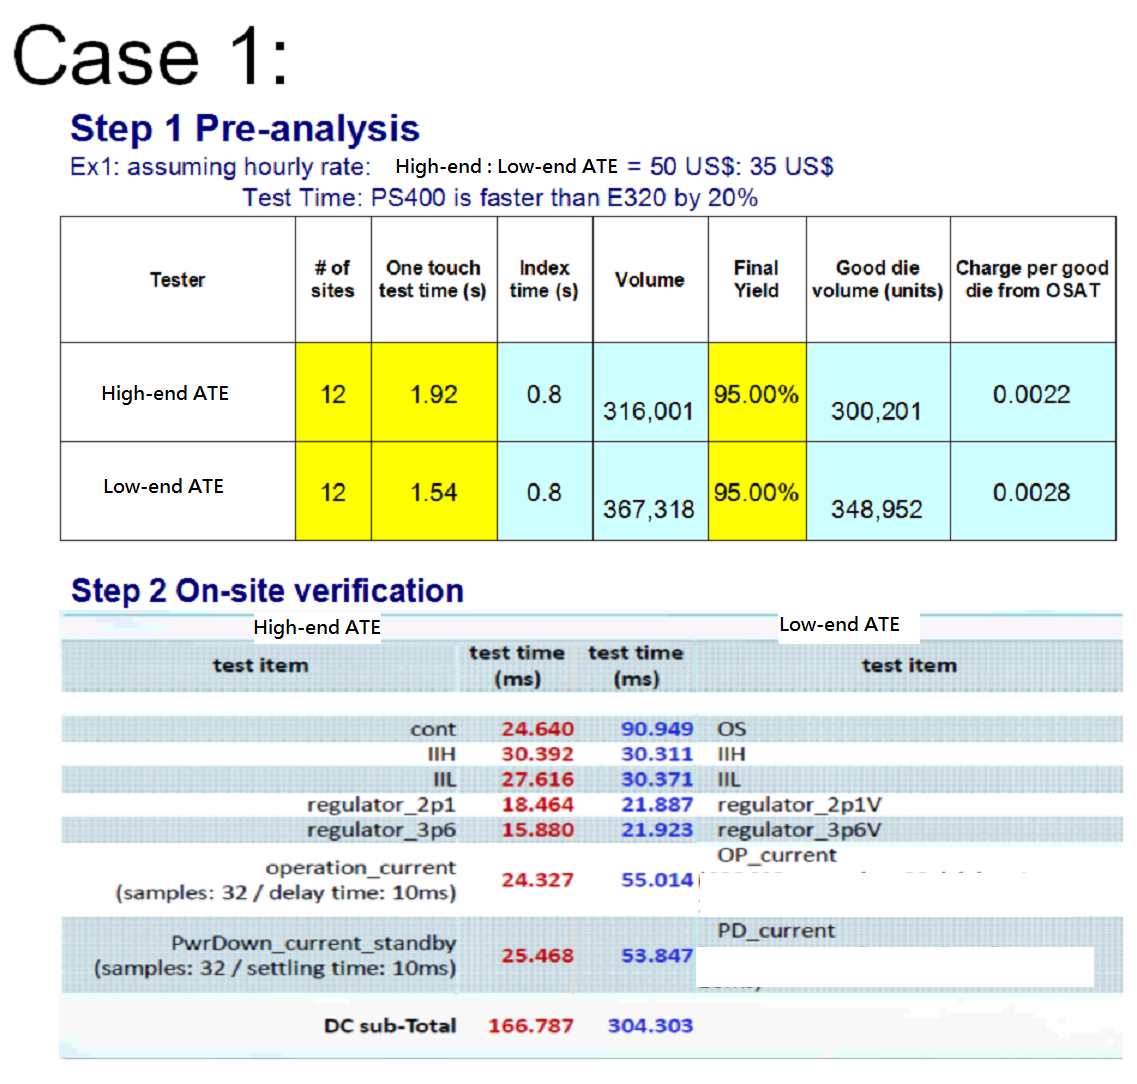 Case 1:
Step 1 Pre-analysis
Ex1: assuming hourly rate: High-end : Low-end ATE = 50 US$: 35 US$
Test Time: PS400 is faster than E320 by 20%
Tester # of sites One touch test time (s) Index time (s) Volume Final Yield Good die volume (units) Charge per good die from OSAT
High-end ATE 12 1.92 0.8 316,001 95.00% 300,201 0.0022
Low-end ATE 12 1.54 0.8 367,318 95.00% 348,952 0.0028
Step 2 On-site verification
High-end ATE Low-end ATE
test item test time (ms) test time (ms) test item
cont 24.640 90.949 OS
IIH 30.392 30.311 IIH
IIL 27.616 30.371 IIL
regulator_2p1 18.464 21.887 regulator_2p1V
regulator_3p6 15.880 21.923 regulator_3p6V
operation_current (samples: 32 / delay time: 10ms) 24.327 55.014 OP_current
PwrDown_current_standby (samples: 32 / settling time: 10ms) 25.468 53.847 PD_current
DC sub-Total 166.787 304.303